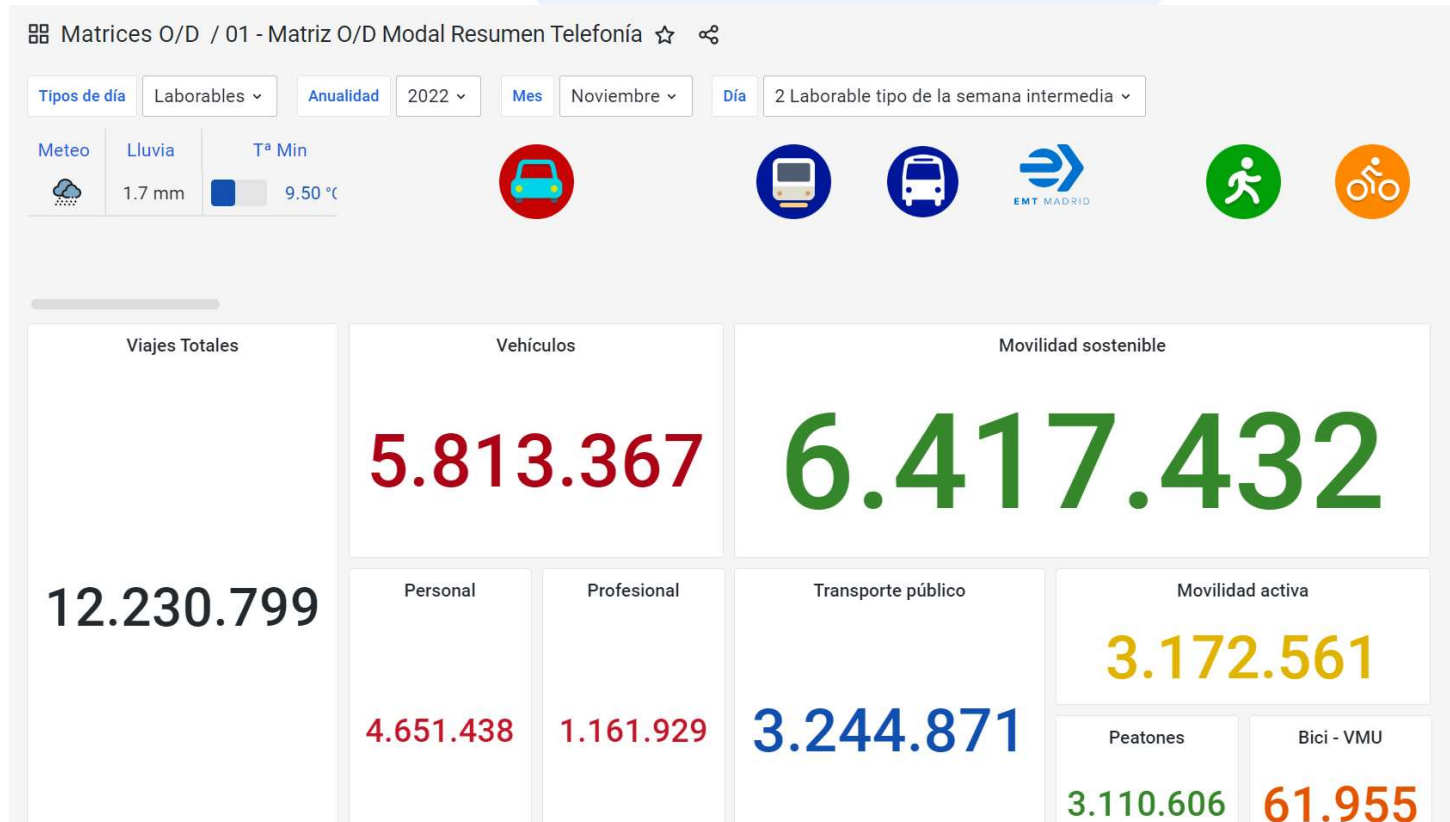 Matrices O/D / 01 - Matriz O/D Modal Resumen Telefonía
Tipos de día Laborables Anualidad 2022 Mes Noviembre Día 2 Laborable tipo de la semana intermedia
Meteo Lluvia Tª Min
1.7 mm 9.50 °C
EMT MADRID
Viajes Totales
12.230.799
Vehículos
5.813.367
Movilidad sostenible
6.417.432
Personal
4.651.438
Profesional
1.161.929
Transporte público
3.244.871
Movilidad activa
3.172.561
Peatones
3.110.606
Bici - VMU
61.955